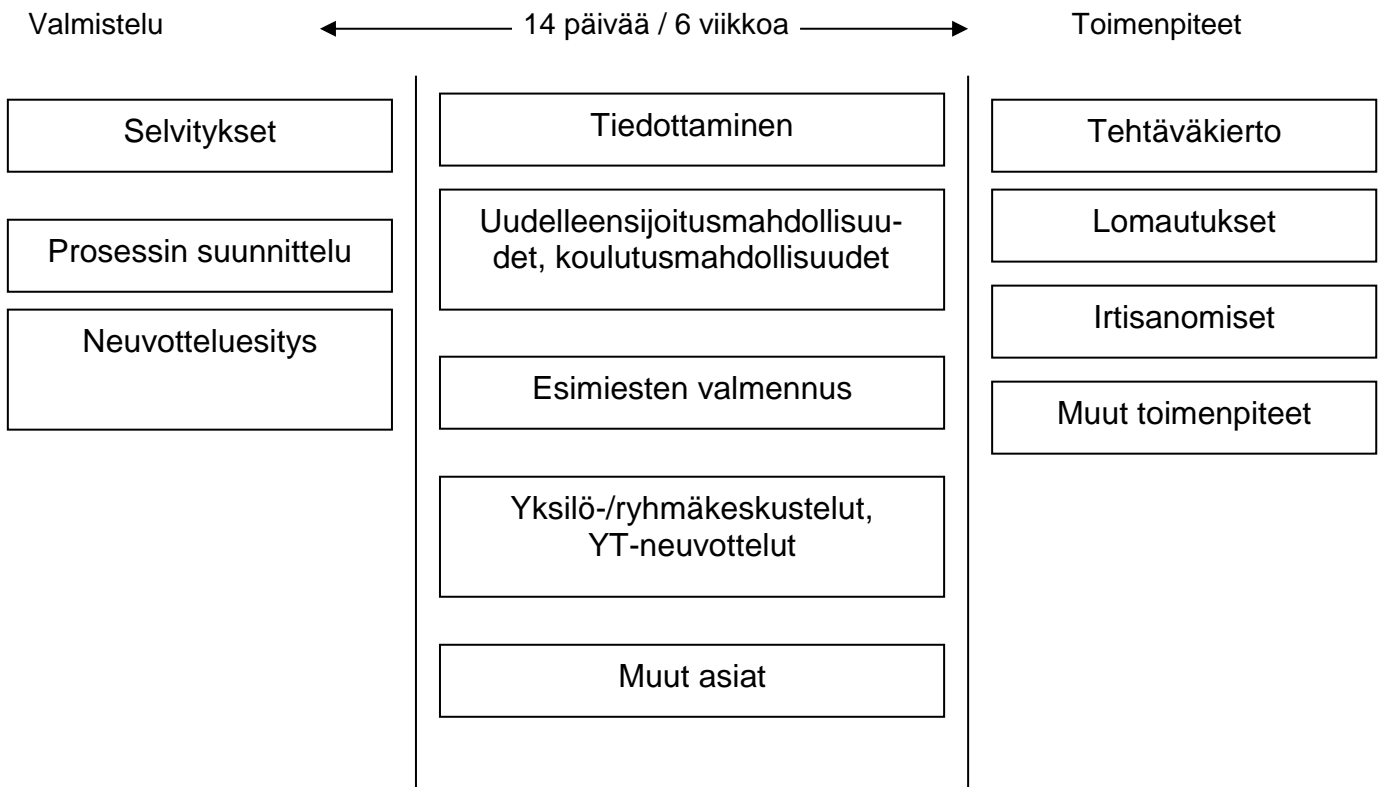 Valmistelu
14 päivää / 6 viikkoa
Toimenpiteet
Selvitykset
Prosessin suunnittelu
Neuvotteluesitys
Tiedottaminen
Uudelleensijoitusmahdollisuu-
det, koulutusmahdollisuudet
Esimiesten valmennus
Yksilö-/ryhmäkeskustelut,
YT-neuvottelut
Muut asiat
Tehtäväkierto
Lomautukset
Irtisanomiset
Muut toimenpiteet